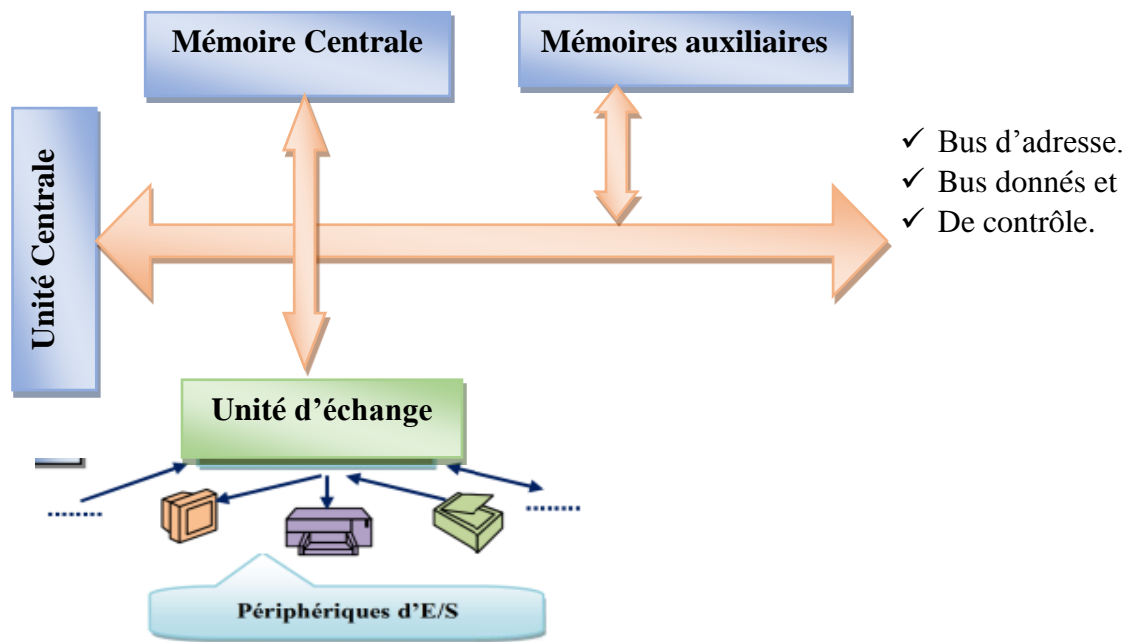 Mémoire Centrale
Mémoires auxiliaires
Unité Centrale
✓ Bus d’adresse.
✓ Bus donnés et
✓ De contrôle.
Unité d’échange
........
........
Périphériques d’E/S